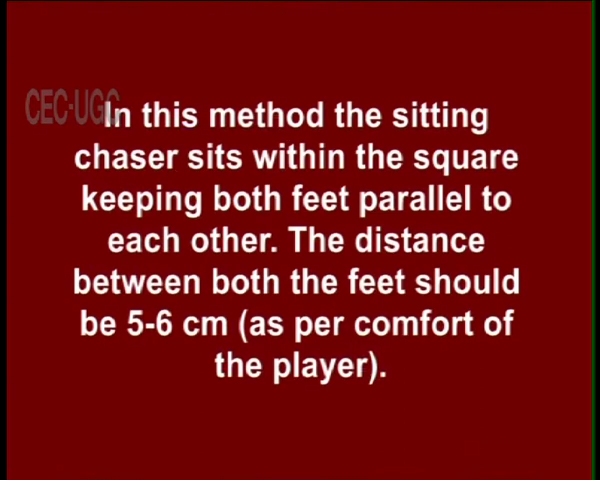 CEC-UGC
In this method the sitting
chaser sits within the square
keeping both feet parallel to
each other. The distance
between both the feet should
be 5-6 cm (as per comfort of
the player).